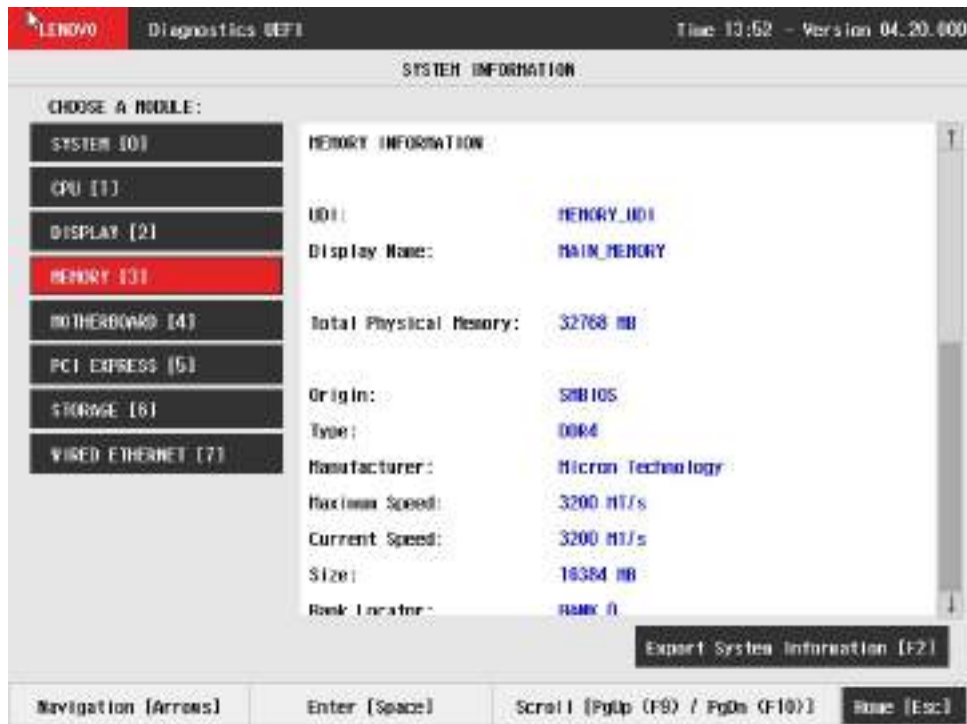 LENOVO Diagnostics UEFI Time 13:52 - Version 04.20.000
SYSTEM INFORMATION
CHOOSE A MODULE:
SYSTEM [0]
CPU [1]
DISPLAY [2]
MEMORY [3]
MOTHERBOARD [4]
PCI EXPRESS [5]
STORAGE [6]
WIRED ETHERNET [7]
MEMORY INFORMATION
UDI: MEMORY_UDI
Display Name: MAIN_MEMORY
Total Physical Memory: 32768 MB
Origin: SMBIOS
Type: DDR4
Manufacturer: Micron Technology
Maximum Speed: 3200 MT/s
Current Speed: 3200 MT/s
Size: 16384 MB
Bank Locator: BANK 0
Export System Information [F2]
Navigation [Arrows] Enter [Space] Scroll [PgUp (F9) / PgDn (F10)] Home [Esc]